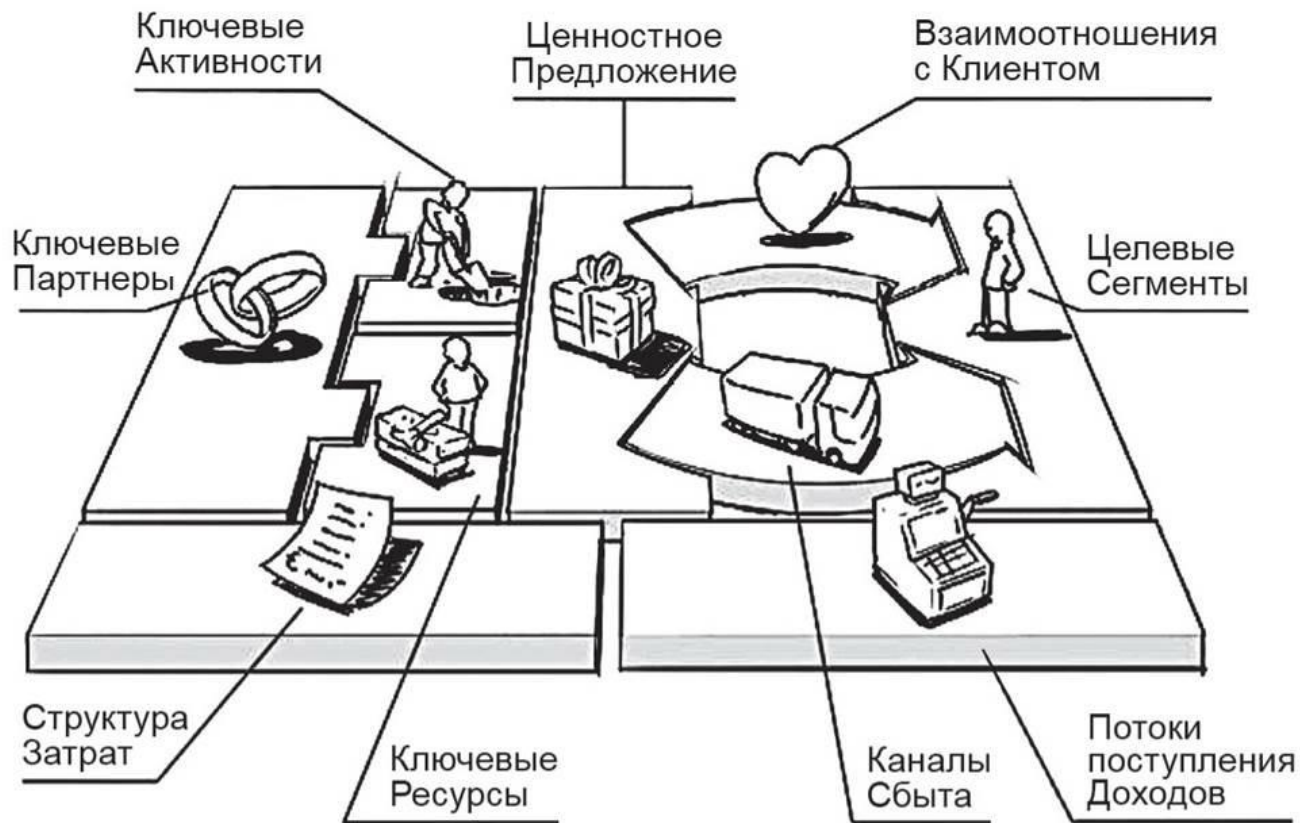 Ключевые
Активности
Ценностное
Предложение
Взаимоотношения
с Клиентом
Ключевые
Партнеры
Целевые
Сегменты
Структура
Затрат
Ключевые
Ресурсы
Каналы
Сбыта
Потоки
поступления
Доходов